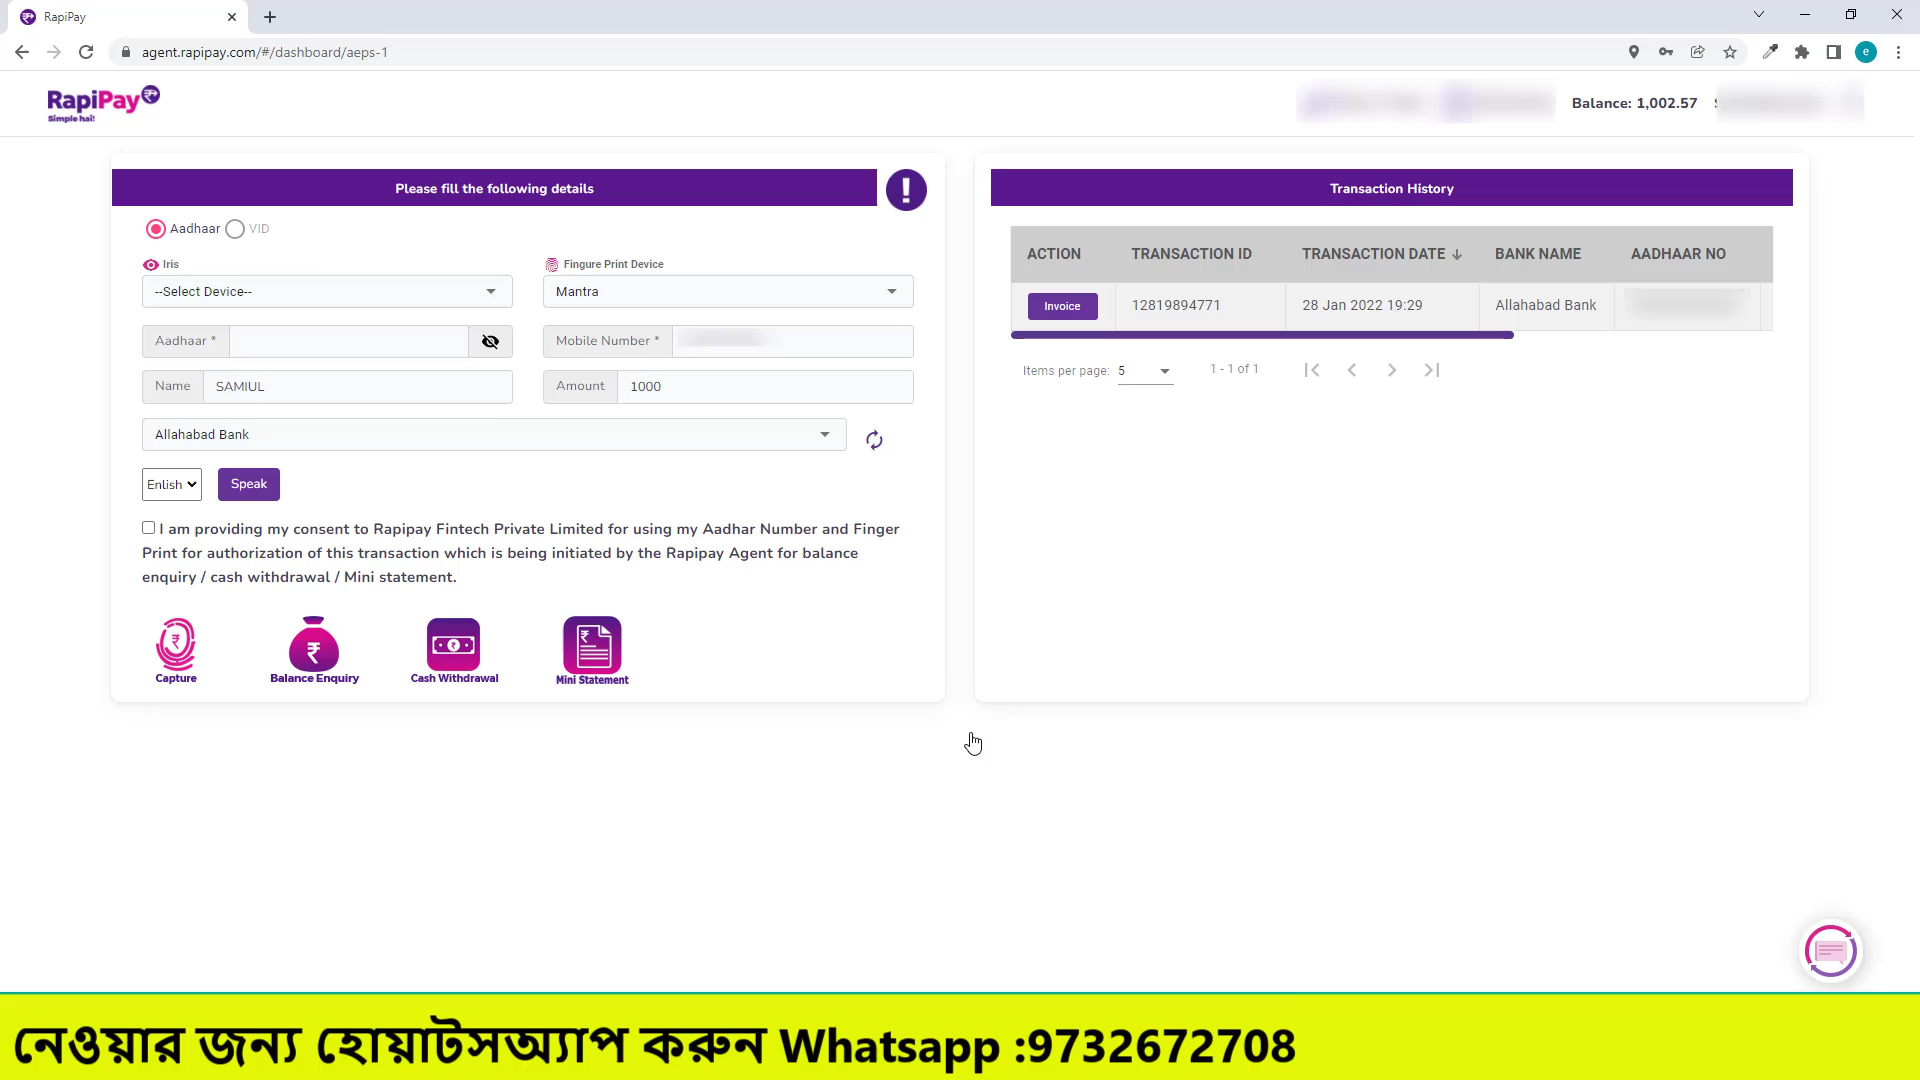 RapiPay
agent.rapipay.com/#/dashboard/aeps-1
e
RapiPay
Simple hai!
Balance: 1,002.57
Please fill the following details
Aadhaar VID
Iris
--Select Device--
Fingure Print Device
Mantra
Aadhaar *
Mobile Number *
Name SAMIUL
Amount 1000
Allahabad Bank
Enlish Speak
I am providing my consent to Rapipay Fintech Private Limited for using my Aadhar Number and Finger
Print for authorization of this transaction which is being initiated by the Rapipay Agent for balance
enquiry / cash withdrawal / Mini statement.
Capture Balance Enquiry Cash Withdrawal Mini Statement
Transaction History
ACTION TRANSACTION ID TRANSACTION DATE BANK NAME AADHAAR NO
Invoice 12819894771 28 Jan 2022 19:29 Allahabad Bank
Items per page: 5 1 - 1 of 1
নেওয়ার জন্য হোয়াটসঅ্যাপ করুন Whatsapp :9732672708